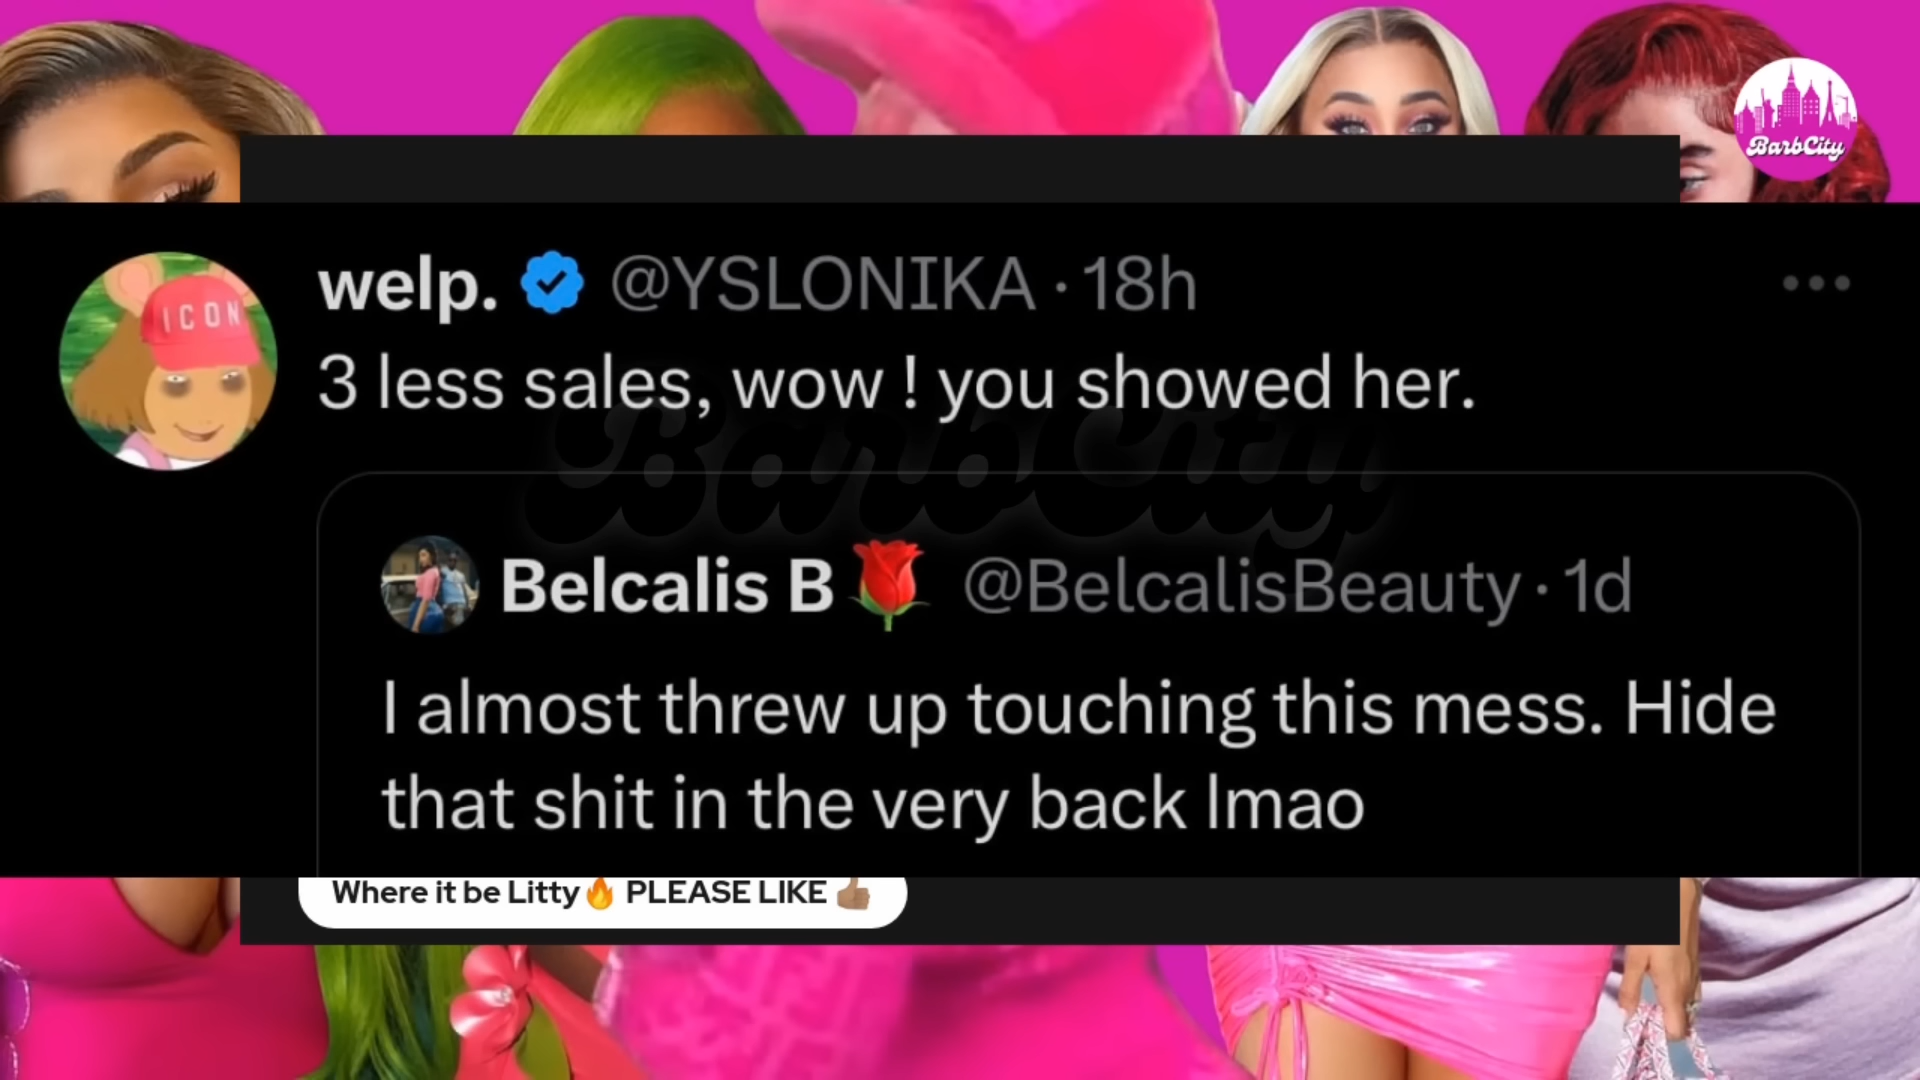 BarbCity
welp. @YSLONIKA · 18h
ICON
3 less sales, wow ! you showed her.
BarbCity
Belcalis B🌹 @BelcalisBeauty · 1d
I almost threw up touching this mess. Hide
that shit in the very back lmao
Where it be Litty🔥 PLEASE LIKE 👍🏽